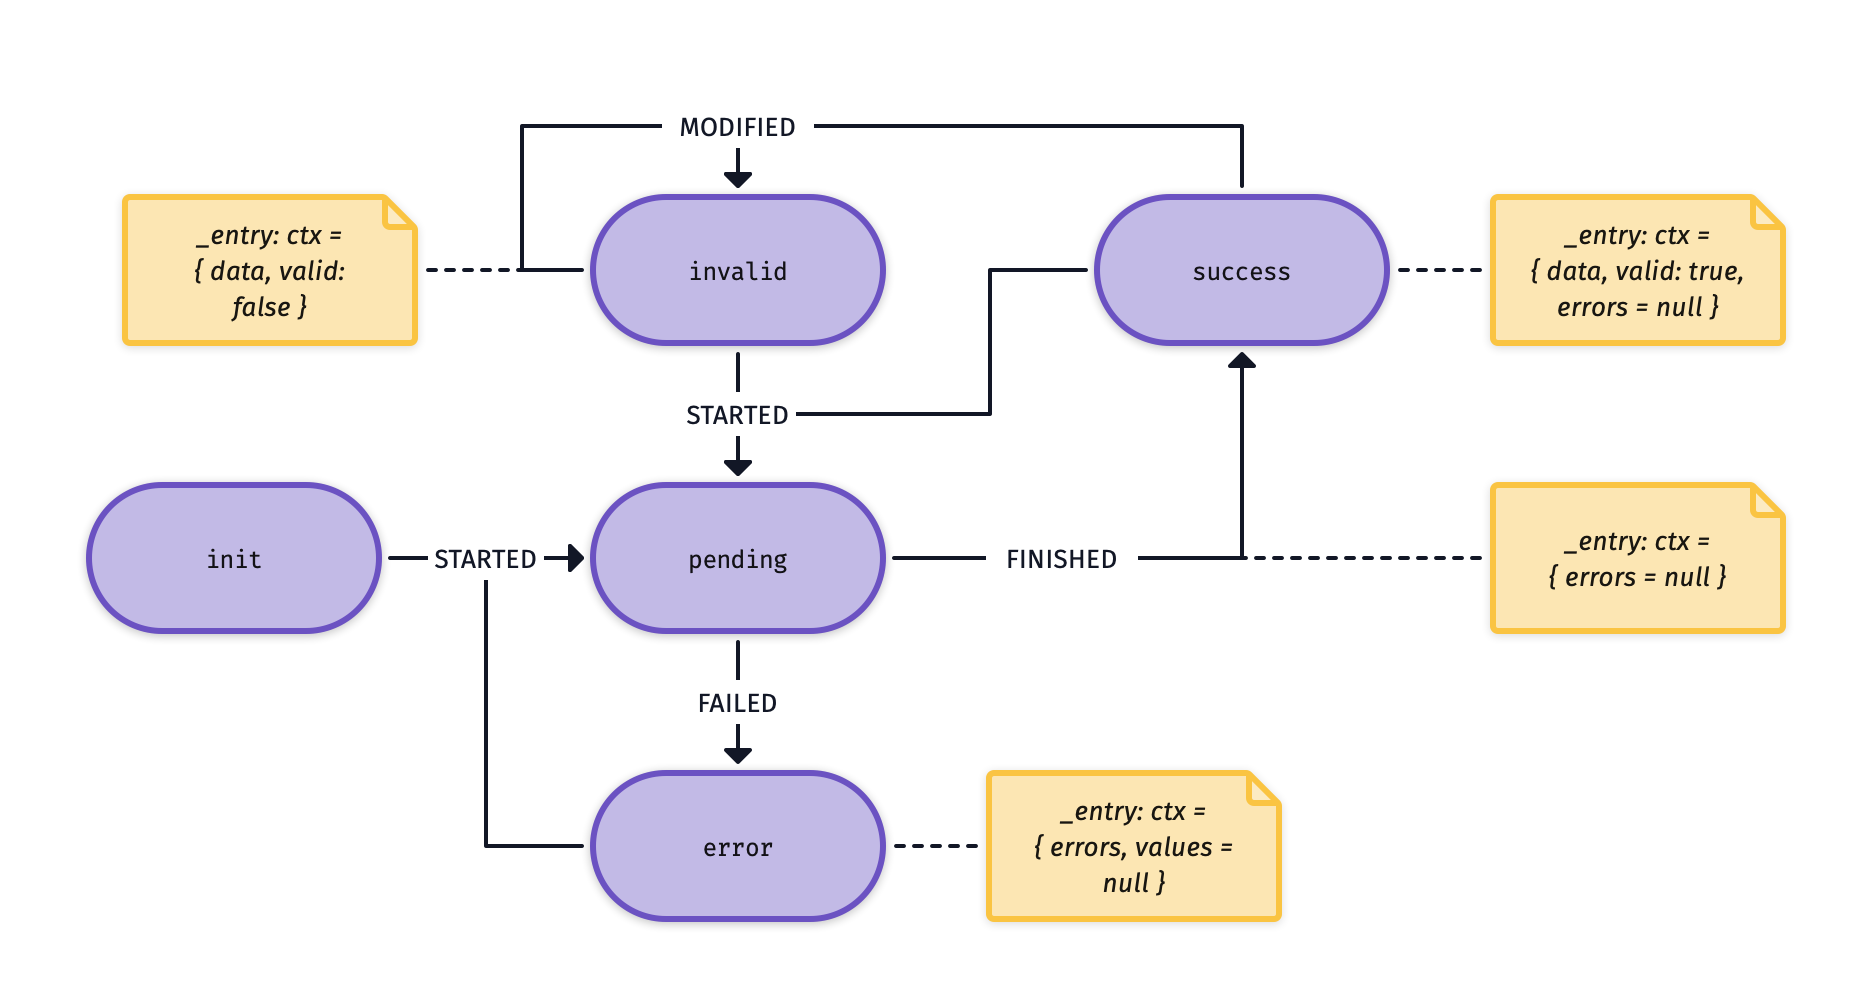 MODIFIED
_entry: ctx =
{ data, valid:
false }
invalid
success
_entry: ctx =
{ data, valid: true,
errors = null }
STARTED
init
STARTED
pending
FINISHED
_entry: ctx =
{ errors = null }
FAILED
error
_entry: ctx =
{ errors, values =
null }